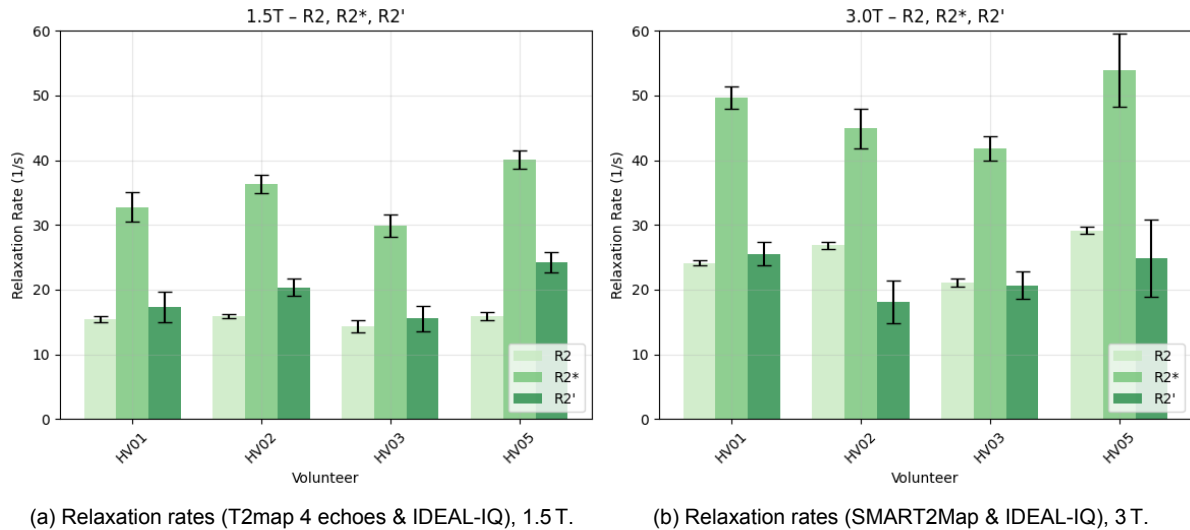 1.5T – R2, R2*, R2'
Relaxation Rate (1/s)
60
50
40
30
20
10
0
HV01
HV02
HV03
HV05
Volunteer
R2
R2*
R2'
(a) Relaxation rates (T2map 4 echoes & IDEAL-IQ), 1.5 T.
3.0T – R2, R2*, R2'
Relaxation Rate (1/s)
60
50
40
30
20
10
0
HV01
HV02
HV03
HV05
Volunteer
R2
R2*
R2'
(b) Relaxation rates (SMART2Map & IDEAL-IQ), 3 T.